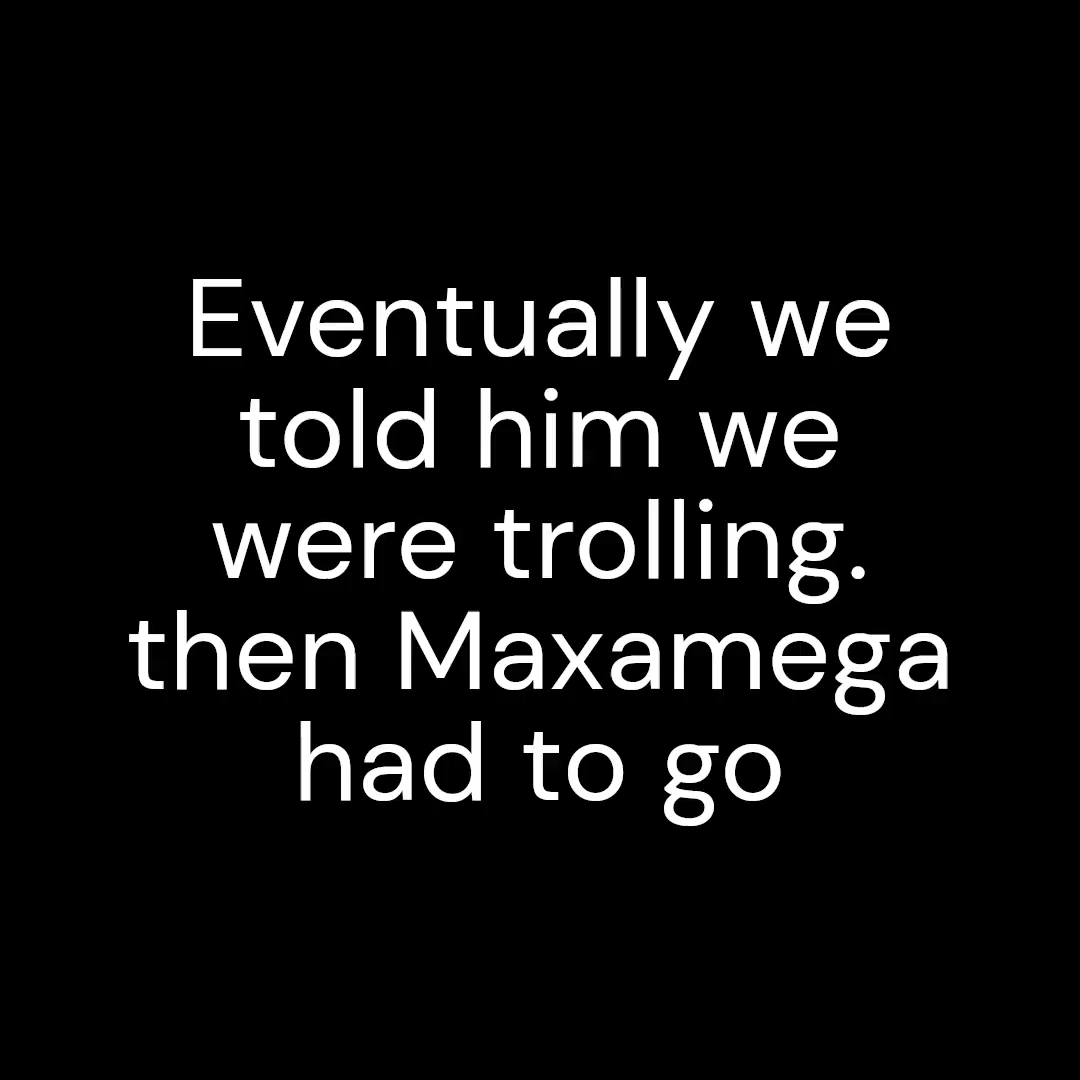 Eventually we
told him we
were trolling.
then Maxamega
had to go